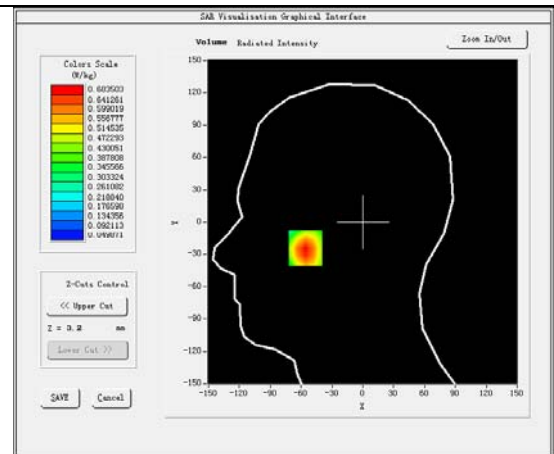 SAR Visualisation Graphical Interface
Volume Radiated Intensity
Zoom In/Out
Colors Scale
(W/kg)
0.683503
0.641261
0.599019
0.556777
0.514535
0.472293
0.430051
0.387808
0.345566
0.303324
0.261082
0.218840
0.176598
0.134356
0.092113
0.049871
Z-Cuts Control
<< Upper Cut
Z = 3.2 mm
Lower Cut >>
SAVE
Cancel
150
120
90
60
30
0
-30
-60
-90
-120
-150
Y
-150 -120 -90 -60 -30 0 30 60 90 120 150
X